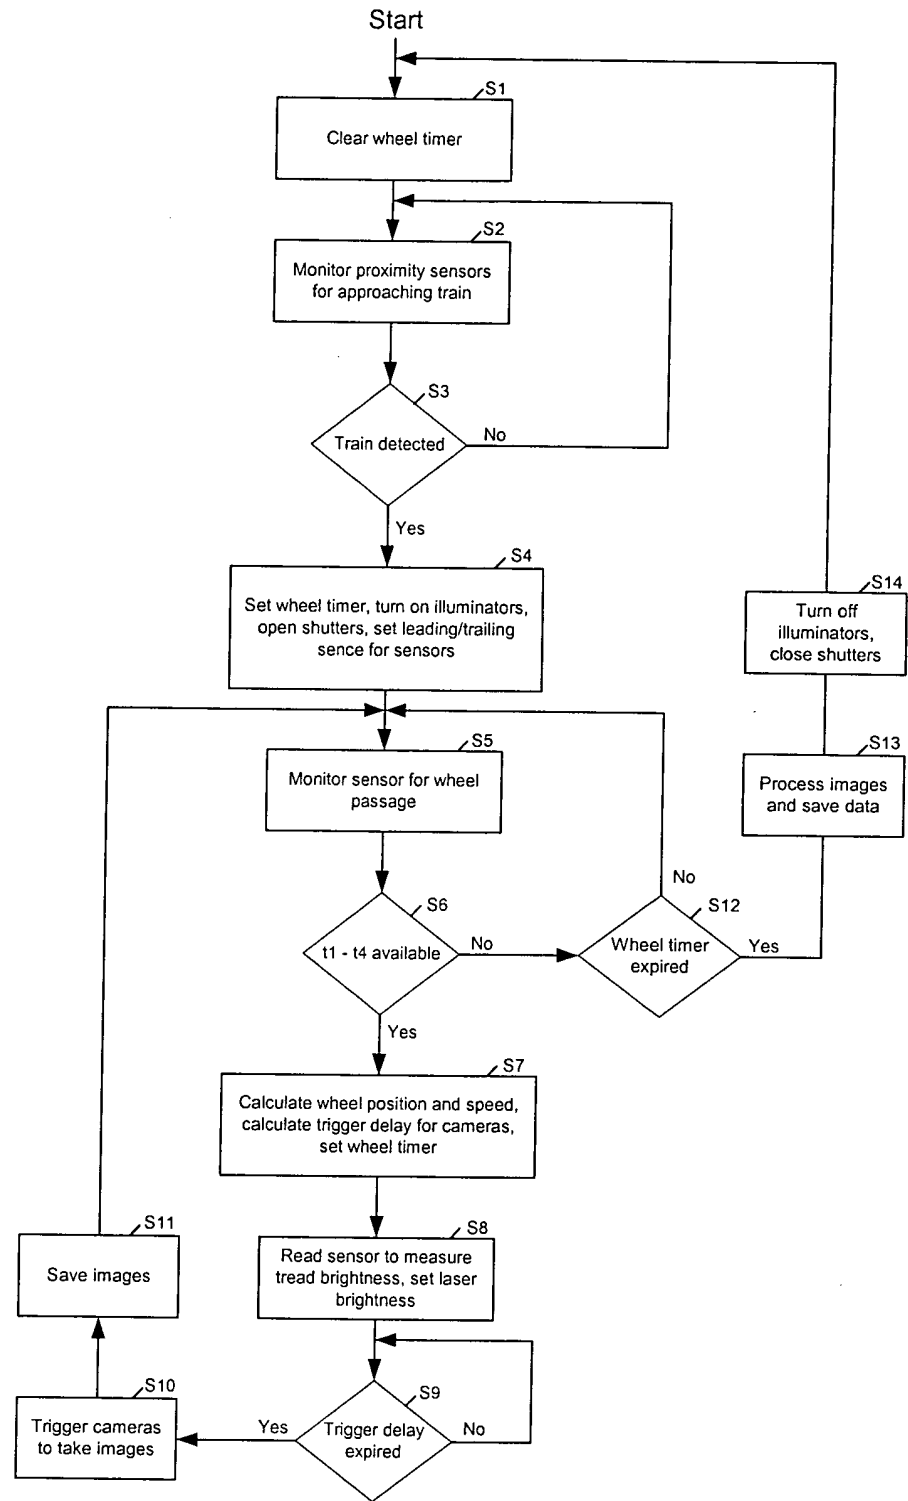 Start
S1
Clear wheel timer
S2
Monitor proximity sensors
for approaching train
S3
Train detected
No
Yes
S4
Set wheel timer, turn on illuminators,
open shutters, set leading/trailing
sence for sensors
S14
Turn off
illuminators,
close shutters
S5
Monitor sensor for wheel
passage
S13
Process images
and save data
S6
t1 - t4 available
No
No
S12
Wheel timer
expired
Yes
Yes
S7
Calculate wheel position and speed,
calculate trigger delay for cameras,
set wheel timer
S8
Read sensor to measure
tread brightness, set laser
brightness
S11
Save images
S9
Trigger delay
expired
No
Yes
S10
Trigger cameras
to take images